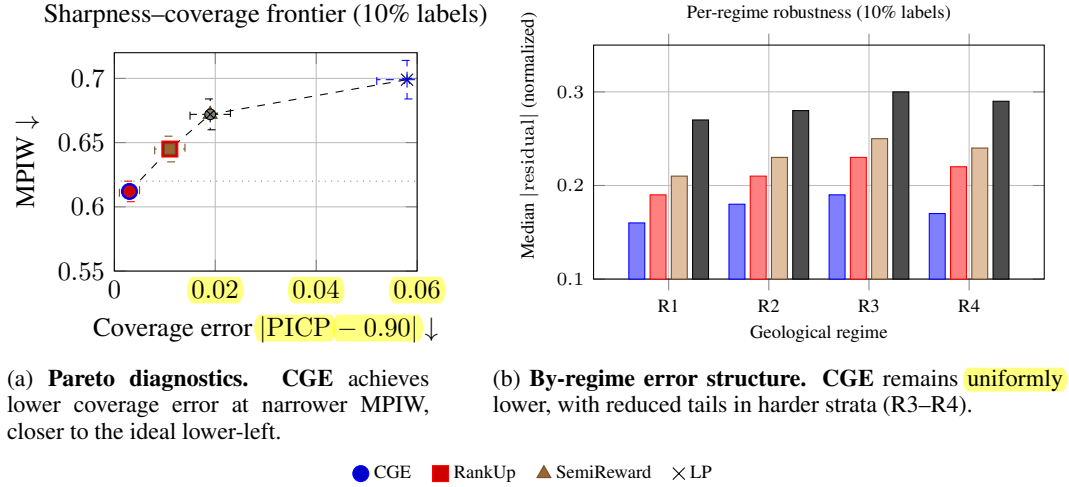 Sharpness–coverage frontier (10% labels)
MPIW ↓
0.7
0.65
0.6
0.55
0 0.02 0.04 0.06
Coverage error |PICP − 0.90| ↓
(a) Pareto diagnostics. CGE achieves
lower coverage error at narrower MPIW,
closer to the ideal lower-left.
Per-regime robustness (10% labels)
Median |residual| (normalized)
0.3
0.2
0.1
R1 R2 R3 R4
Geological regime
(b) By-regime error structure. CGE remains uniformly
lower, with reduced tails in harder strata (R3–R4).
CGE RankUp SemiReward LP